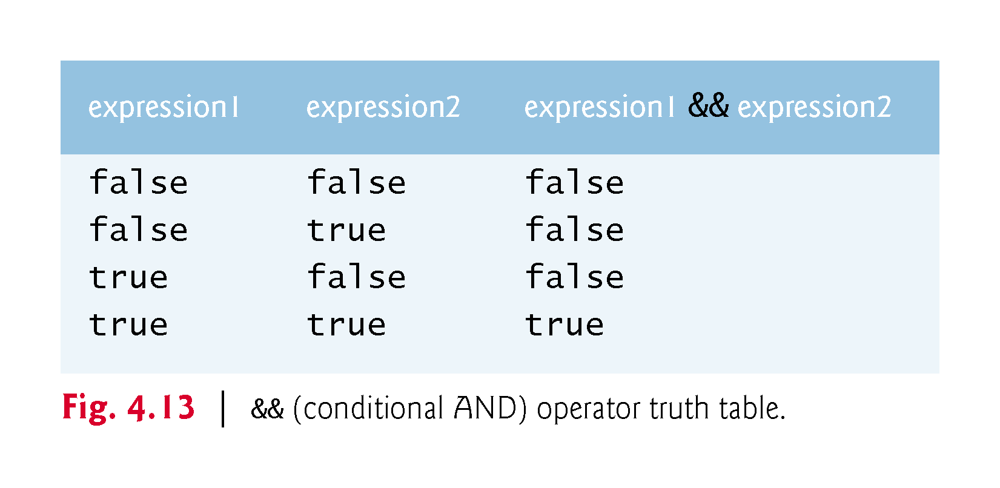 expression1 expression2 expression1 && expression2
false false false
false true false
true false false
true true true
Fig. 4.13 | && (conditional AND) operator truth table.